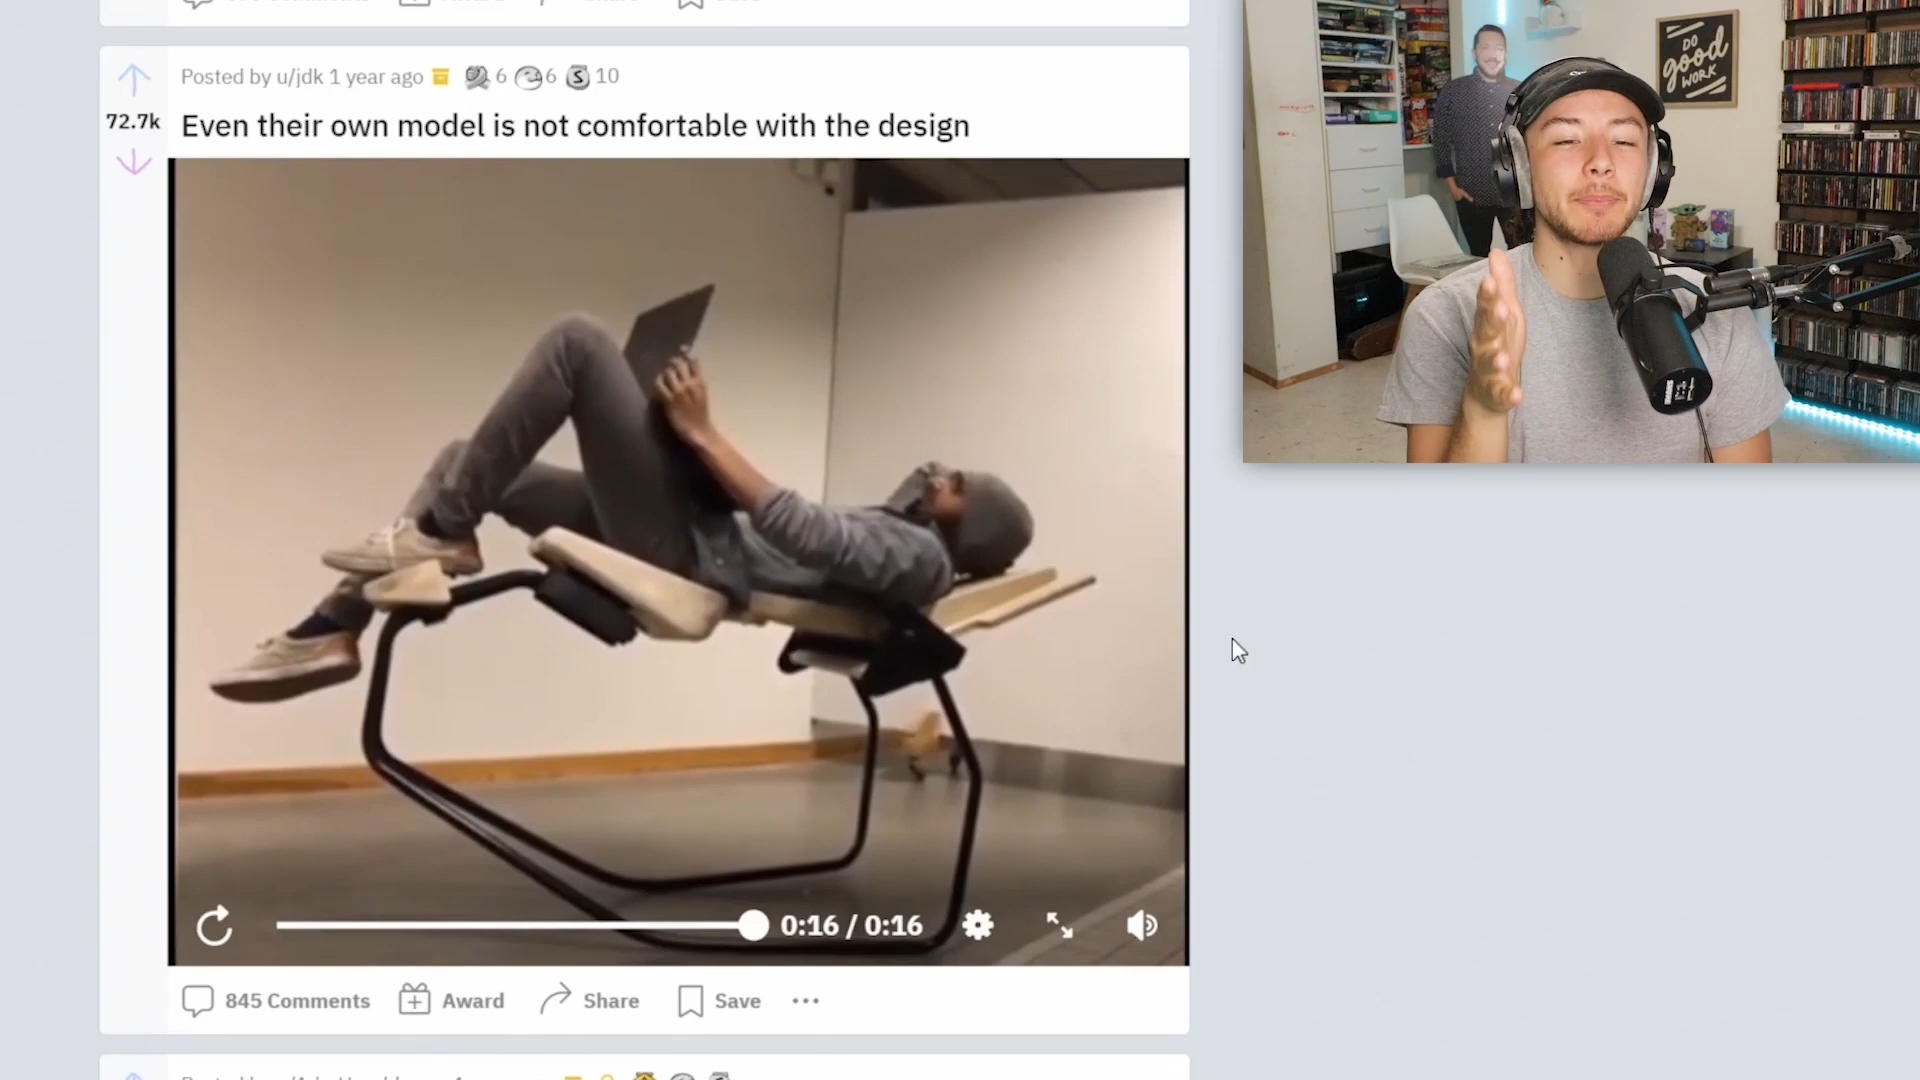 Posted by u/jdk 1 year ago 6 6 10
72.7k
Even their own model is not comfortable with the design
DO
good
WORK
0:16 / 0:16
845 Comments
Award
Share
Save